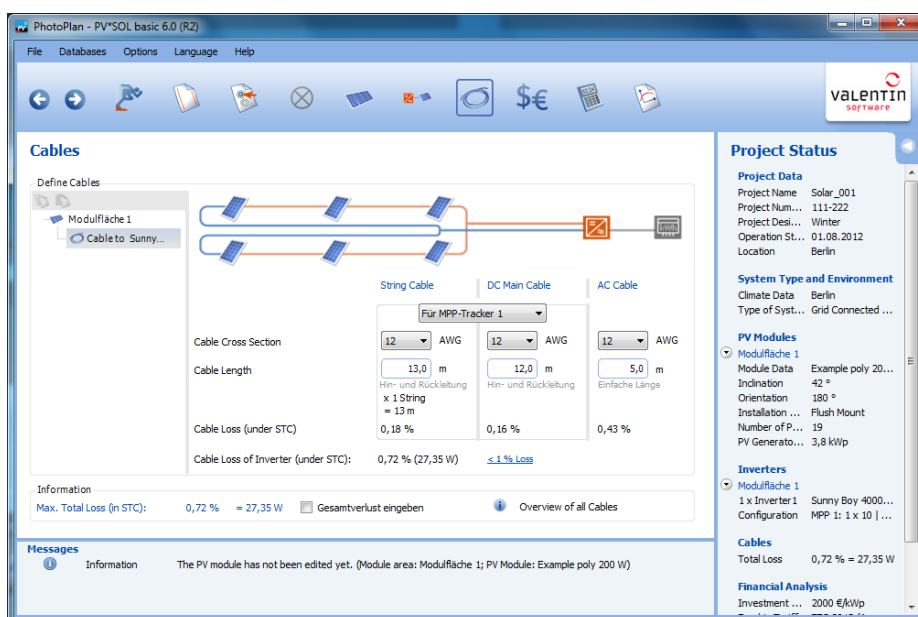 PhotoPlan - PV*SOL basic 6.0 (R2)
File Databases Options Language Help
$€
valentin
software
Cables
Define Cables
Modulfläche 1
Cable to Sunny...
kWh
String Cable DC Main Cable AC Cable
Für MPP-Tracker 1
Cable Cross Section 12 AWG 12 AWG 12 AWG
Cable Length 13,0 m 12,0 m 5,0 m
Hin- und Rückleitung Hin- und Rückleitung Einfache Länge
x 1 String
= 13 m
Cable Loss (under STC) 0,18 % 0,16 % 0,43 %
Cable Loss of Inverter (under STC): 0,72 % (27,35 W) < 1 % Loss
Information
Max. Total Loss (in STC): 0,72 % = 27,35 W Gesamtverlust eingeben Overview of all Cables
Messages
Information The PV module has not been edited yet. (Module area: Modulfläche 1; PV Module: Example poly 200 W)
Project Status
Project Data
Project Name Solar_001
Project Num... 111-222
Project Desi... Winter
Operation St... 01.08.2012
Location Berlin
System Type and Environment
Climate Data Berlin
Type of Syst... Grid Connected ...
PV Modules
Modulfläche 1
Module Data Example poly 20...
Inclination 42 °
Orientation 180 °
Installation ... Flush Mount
Number of P... 19
PV Generato... 3,8 kWp
Inverters
Modulfläche 1
1 x Inverter1 Sunny Boy 4000...
Configuration MPP 1: 1 x 10 | ...
Cables
Total Loss 0,72 % = 27,35 W
Financial Analysis
Investment ... 2000 €/kWp